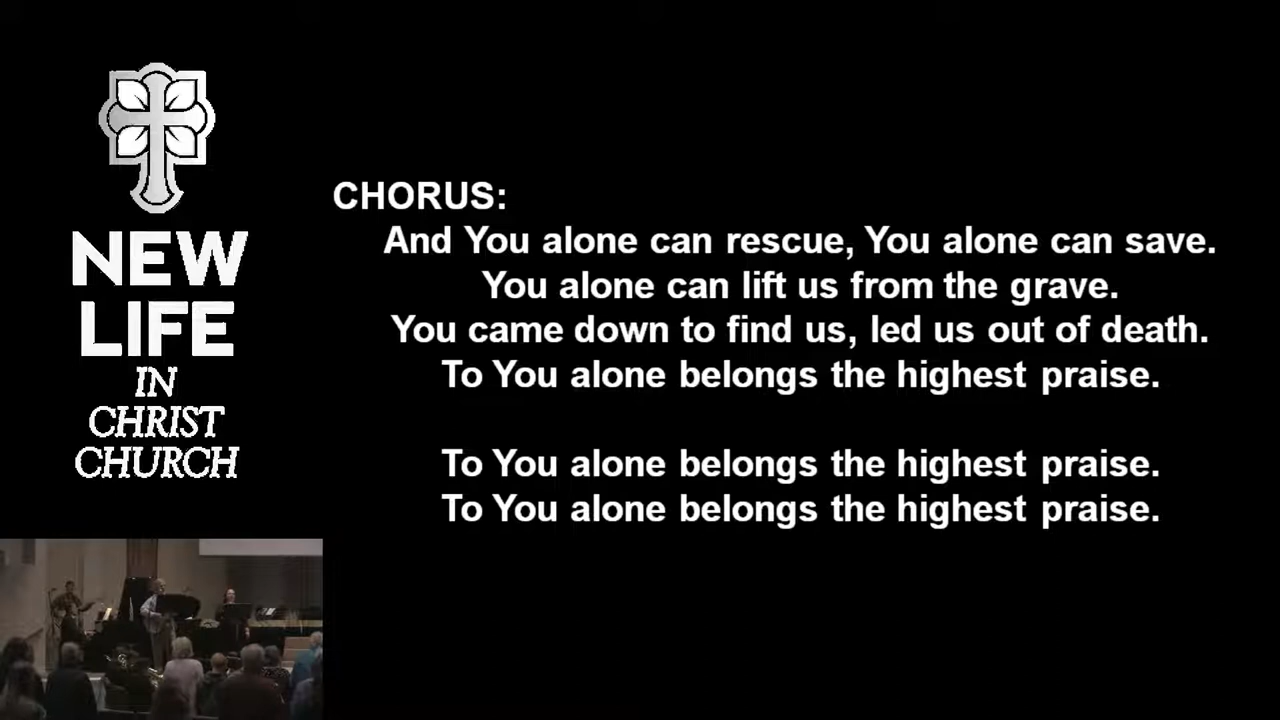 NEW
LIFE
IN
CHRIST
CHURCH
CHORUS:
And You alone can rescue, You alone can save.
You alone can lift us from the grave.
You came down to find us, led us out of death.
To You alone belongs the highest praise.
To You alone belongs the highest praise.
To You alone belongs the highest praise.